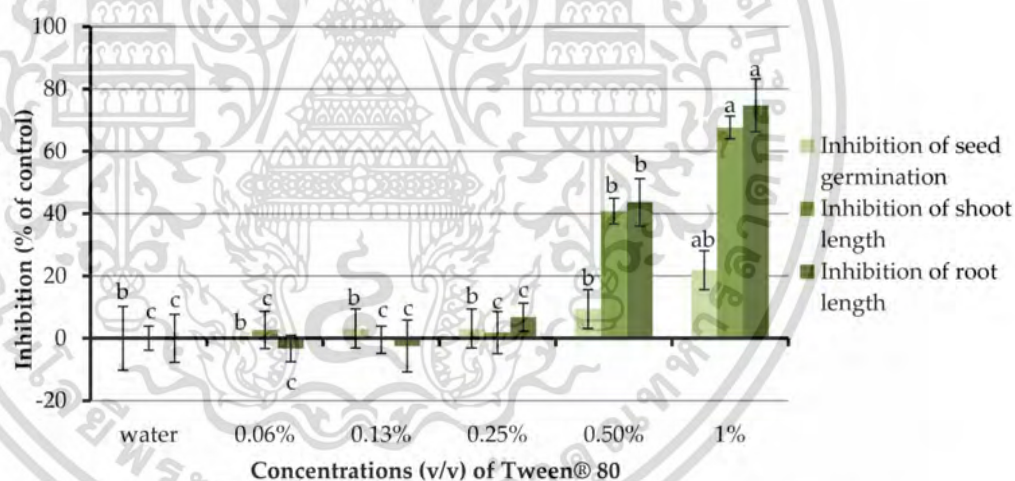 100
80
60
40
20
0
-20
Inhibition (% of control)
b
c
c
b
c
c
b
c
c
b
c
c
b
b
b
ab
a
a
Inhibition of seed
germination
Inhibition of shoot
length
Inhibition of root
length
water
0.06%
0.13%
0.25%
0.50%
1%
Concentrations (v/v) of Tween® 80